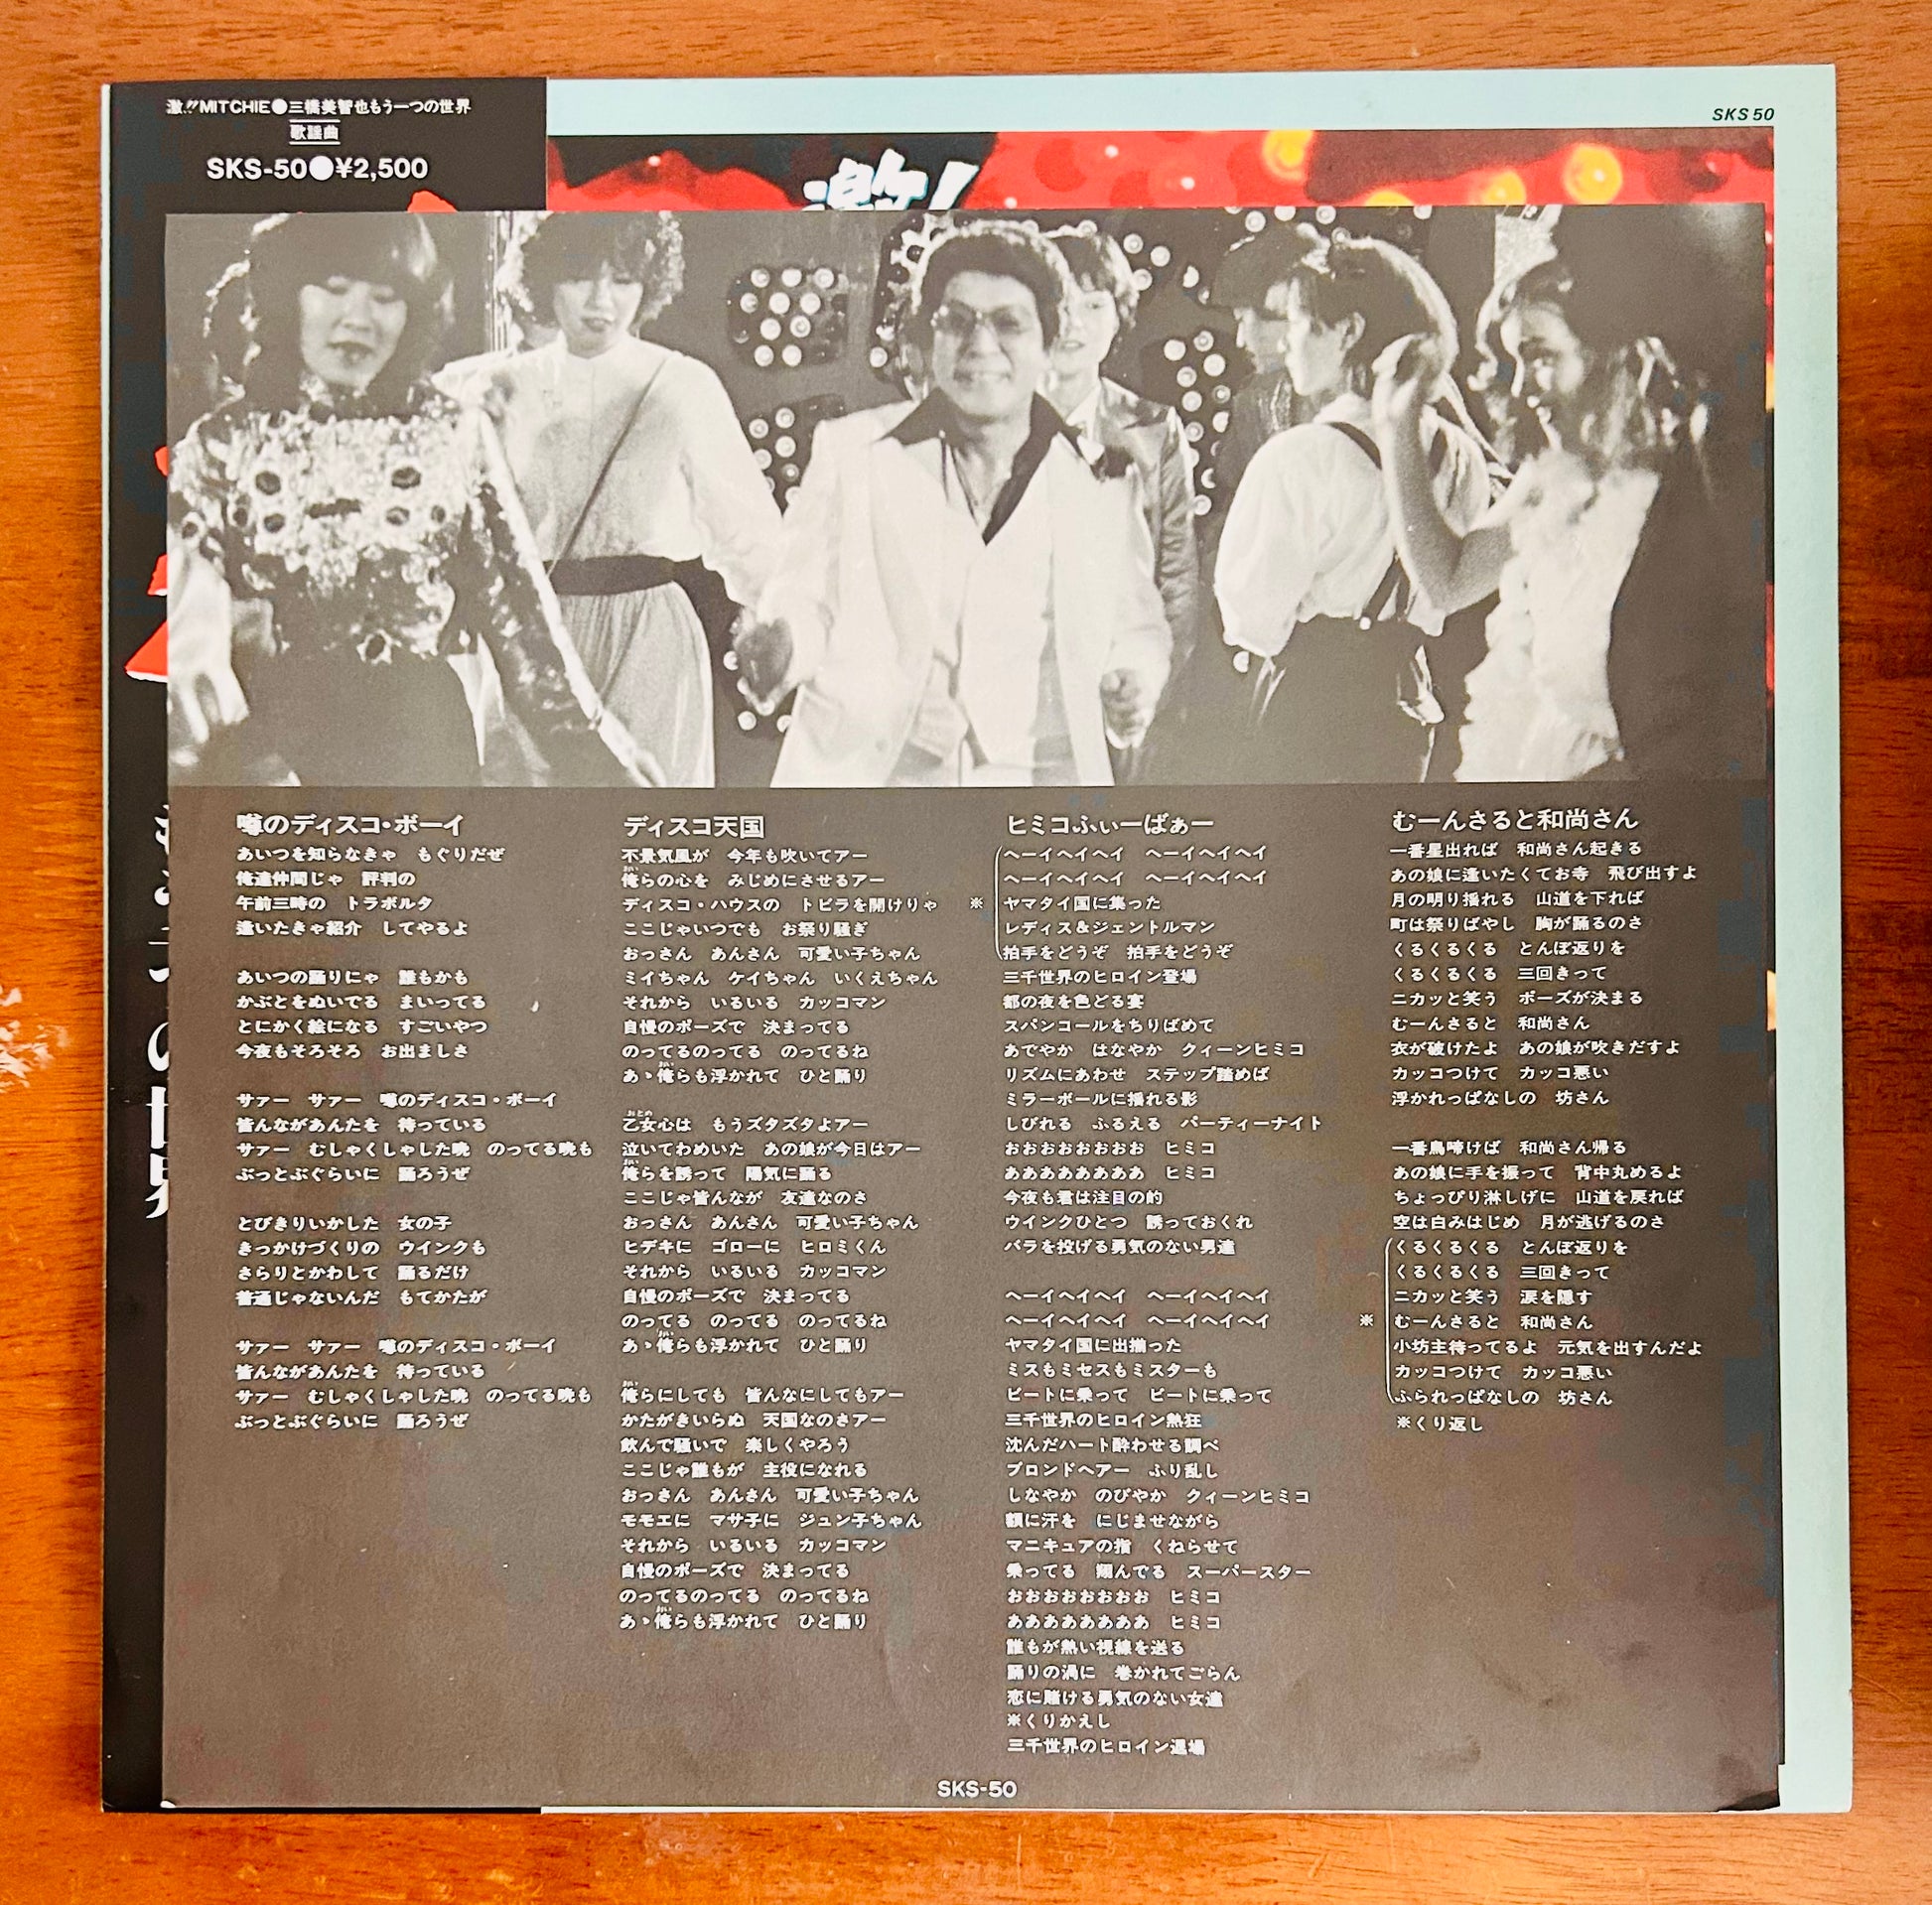 激!!MITCHIE●三橋美智也もう一つの世界
歌謡曲
SKS-50●¥2,500
SKS 50
激!
の世界
噂のディスコ・ボーイ
あいつを知らなきゃ　もぐりだぜ
俺達仲間じゃ　評判の
午前三時の　トラボルタ
逢いたきゃ紹介　してやるよ
あいつの踊りにゃ　誰もかも
かぶとをぬいでる　まいってる
とにかく絵になる　すごいやつ
今夜もそろそろ　お出ましさ
サァー　サァー　噂のディスコ・ボーイ
皆んながあんたを　待っている
サァー　むしゃくしゃした晩　のってる晩も
ぶっとぶぐらいに　踊ろうぜ
とびきりいかした　女の子
きっかけづくりの　ウインクも
さらりとかわして　踊るだけ
普通じゃないんだ　もてかたが
サァー　サァー　噂のディスコ・ボーイ
皆んながあんたを　待っている
サァー　むしゃくしゃした晩　のってる晩も
ぶっとぶぐらいに　踊ろうぜ
ディスコ天国
不景気風が　今年も吹いてアー
俺らの心を　みじめにさせるアー
ディスコ・ハウスの　トビラを開けりゃ
ここじゃいつでも　お祭り騒ぎ
おっさん　あんさん　可愛い子ちゃん
ミイちゃん　ケイちゃん　いくえちゃん
それから　いるいる　カッコマン
自慢のポーズで　決まってる
のってるのってる　のってるね
あゝ俺らも浮かれて　ひと踊り
乙女心は　もうズタズタよアー
泣いてわめいた　あの娘が今日はアー
俺らを誘って　陽気に踊る
ここじゃ皆んなが　友達なのさ
おっさん　あんさん　可愛い子ちゃん
ヒデキに　ゴローに　ヒロミくん
それから　いるいる　カッコマン
自慢のポーズで　決まってる
のってる　のってる　のってるね
あゝ俺らも浮かれて　ひと踊り
俺らにしても　皆んなにしてもアー
かたがきいらぬ　天国なのさアー
飲んで騒いで　楽しくやろう
ここじゃ誰もが　主役になれる
おっさん　あんさん　可愛い子ちゃん
モモエに　マサ子に　ジュン子ちゃん
それから　いるいる　カッコマン
自慢のポーズで　決まってる
のってるのってる　のってるね
あゝ俺らも浮かれて　ひと踊り
ヒミコふぃーばぁー
ヘーイヘイヘイ　ヘーイヘイヘイ
ヘーイヘイヘイ　ヘーイヘイヘイ
※ヤマタイ国に集った
レディス&ジェントルマン
拍手をどうぞ　拍手をどうぞ
三千世界のヒロイン登場
都の夜を色どる宴
スパンコールをちりばめて
あでやか　はなやか　クィーンヒミコ
リズムにあわせ　ステップ踏めば
ミラーボールに揺れる影
しびれる　ふるえる　パーティーナイト
おおおおおおおお　ヒミコ
ああああああああ　ヒミコ
今夜も君は注目の的
ウインクひとつ　誘っておくれ
バラを投げる勇気のない男達
ヘーイヘイヘイ　ヘーイヘイヘイ
ヘーイヘイヘイ　ヘーイヘイヘイ
ヤマタイ国に出揃った
ミスもミセスもミスターも
ビートに乗って　ビートに乗って
三千世界のヒロイン熱狂
沈んだハート酔わせる調べ
ブロンドヘアー　ふり乱し
しなやか　のびやか　クィーンヒミコ
額に汗を　にじませながら
マニキュアの指　くねらせて
乗ってる　翔んでる　スーパースター
おおおおおおおお　ヒミコ
ああああああああ　ヒミコ
誰もが熱い視線を送る
踊りの渦に　巻かれてごらん
恋に賭ける勇気のない女達
※くりかえし
三千世界のヒロイン退場
むーんさると和尚さん
一番星出れば　和尚さん起きる
あの娘に逢いたくてお寺　飛び出すよ
月の明り揺れる　山道を下れば
町は祭りばやし　胸が踊るのさ
くるくるくる　とんぼ返りを
くるくるくる　三回きって
ニカッと笑う　ポーズが決まる
むーんさると　和尚さん
衣が破けたよ　あの娘が吹きだすよ
カッコつけて　カッコ悪い
浮かれっぱなしの　坊さん
一番鳥啼けば　和尚さん帰る
あの娘に手を振って　背中丸めるよ
ちょっぴり淋しげに　山道を戻れば
空は白みはじめ　月が逃げるのさ
くるくるくる　とんぼ返りを
くるくるくる　三回きって
ニカッと笑う　涙を隠す
※むーんさると　和尚さん
小坊主待ってるよ　元気を出すんだよ
カッコつけて　カッコ悪い
ふられっぱなしの　坊さん
※くり返し
SKS-50